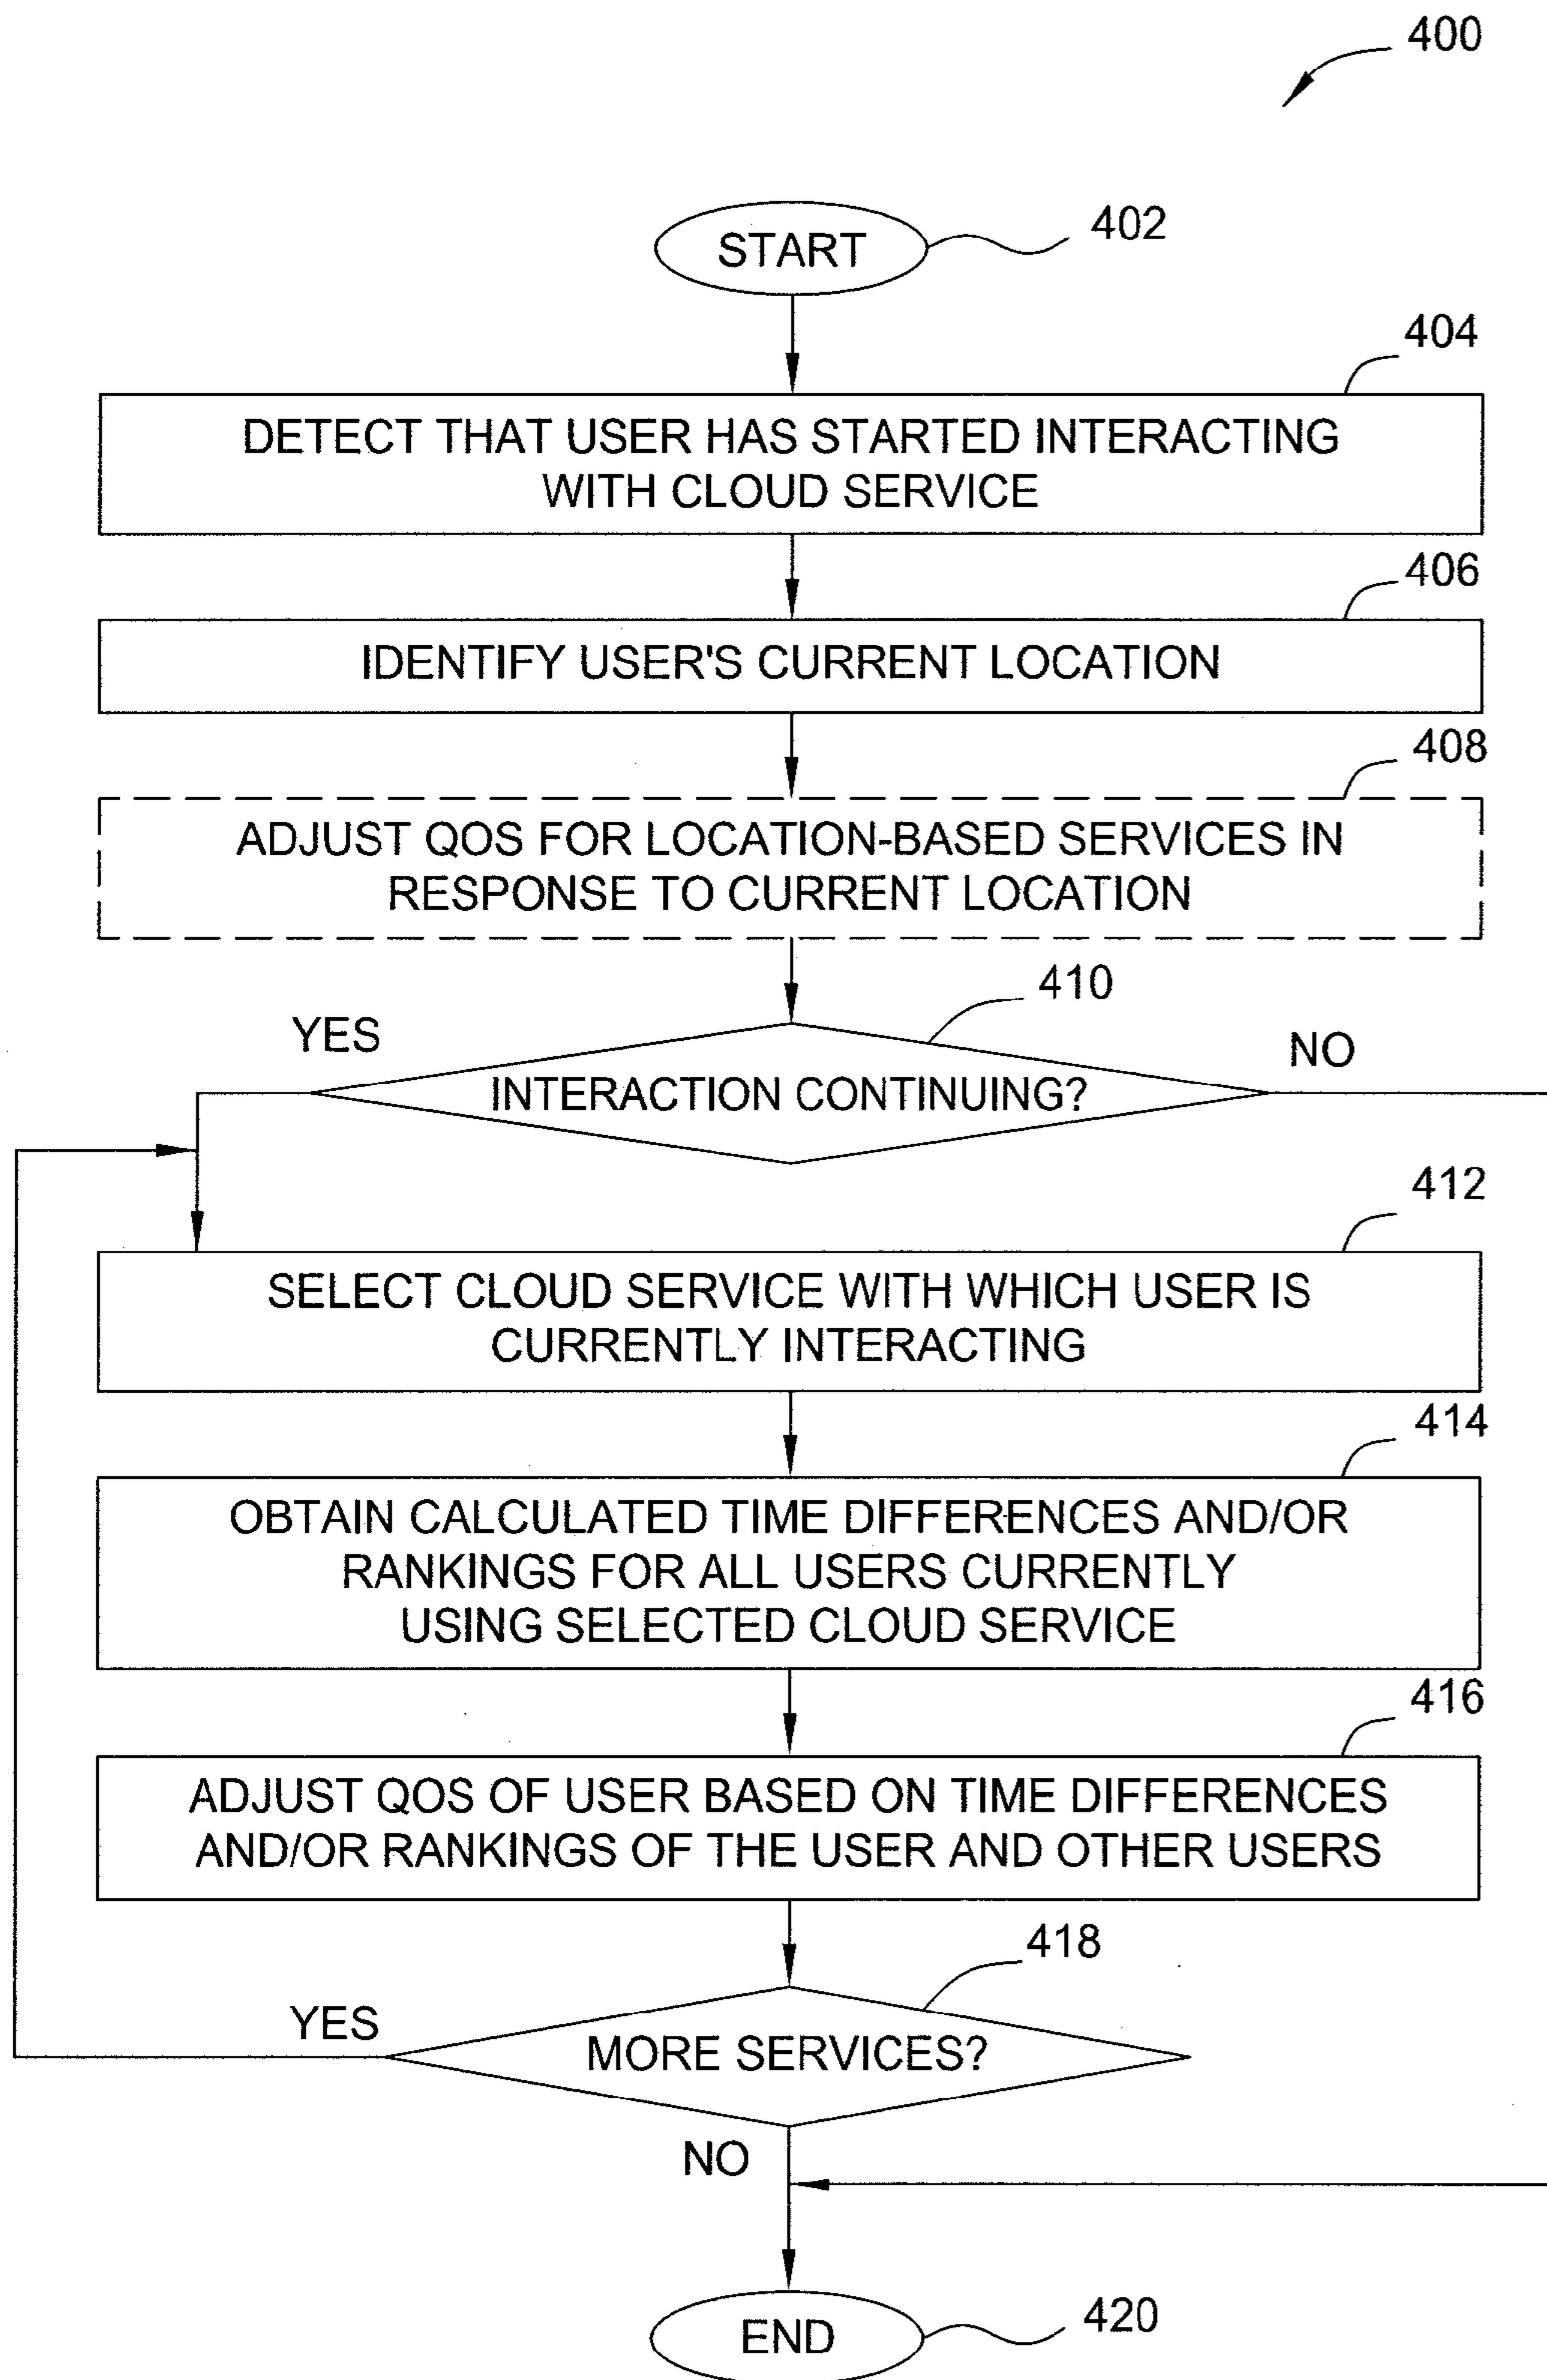 400
START
402
404
DETECT THAT USER HAS STARTED INTERACTING
WITH CLOUD SERVICE
406
IDENTIFY USER'S CURRENT LOCATION
408
ADJUST QOS FOR LOCATION-BASED SERVICES IN
RESPONSE TO CURRENT LOCATION
410
YES
NO
INTERACTION CONTINUING?
412
SELECT CLOUD SERVICE WITH WHICH USER IS
CURRENTLY INTERACTING
414
OBTAIN CALCULATED TIME DIFFERENCES AND/OR
RANKINGS FOR ALL USERS CURRENTLY
USING SELECTED CLOUD SERVICE
416
ADJUST QOS OF USER BASED ON TIME DIFFERENCES
AND/OR RANKINGS OF THE USER AND OTHER USERS
418
YES
MORE SERVICES?
NO
END
420